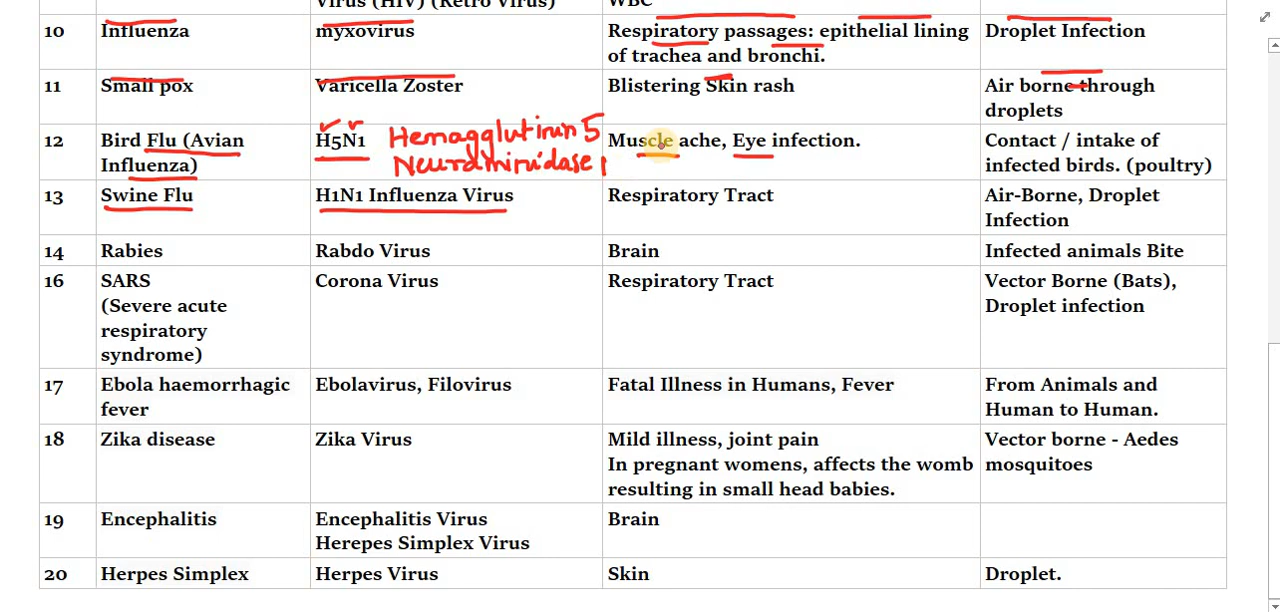 Virus (HIV) (Retro Virus)
WBC
10
Influenza
myxovirus
Respiratory passages: epithelial lining
of trachea and bronchi.
Droplet Infection
11
Small pox
Varicella Zoster
Blistering Skin rash
Air borne through
droplets
12
Bird Flu (Avian
Influenza)
H5N1
Hemagglutinin 5
Neuraminidase 1
Muscle ache, Eye infection.
Contact / intake of
infected birds. (poultry)
13
Swine Flu
H1N1 Influenza Virus
Respiratory Tract
Air-Borne, Droplet
Infection
14
Rabies
Rabdo Virus
Brain
Infected animals Bite
16
SARS
(Severe acute
respiratory
syndrome)
Corona Virus
Respiratory Tract
Vector Borne (Bats),
Droplet infection
17
Ebola haemorrhagic
fever
Ebolavirus, Filovirus
Fatal Illness in Humans, Fever
From Animals and
Human to Human.
18
Zika disease
Zika Virus
Mild illness, joint pain
In pregnant womens, affects the womb
resulting in small head babies.
Vector borne - Aedes
mosquitoes
19
Encephalitis
Encephalitis Virus
Herepes Simplex Virus
Brain
20
Herpes Simplex
Herpes Virus
Skin
Droplet.